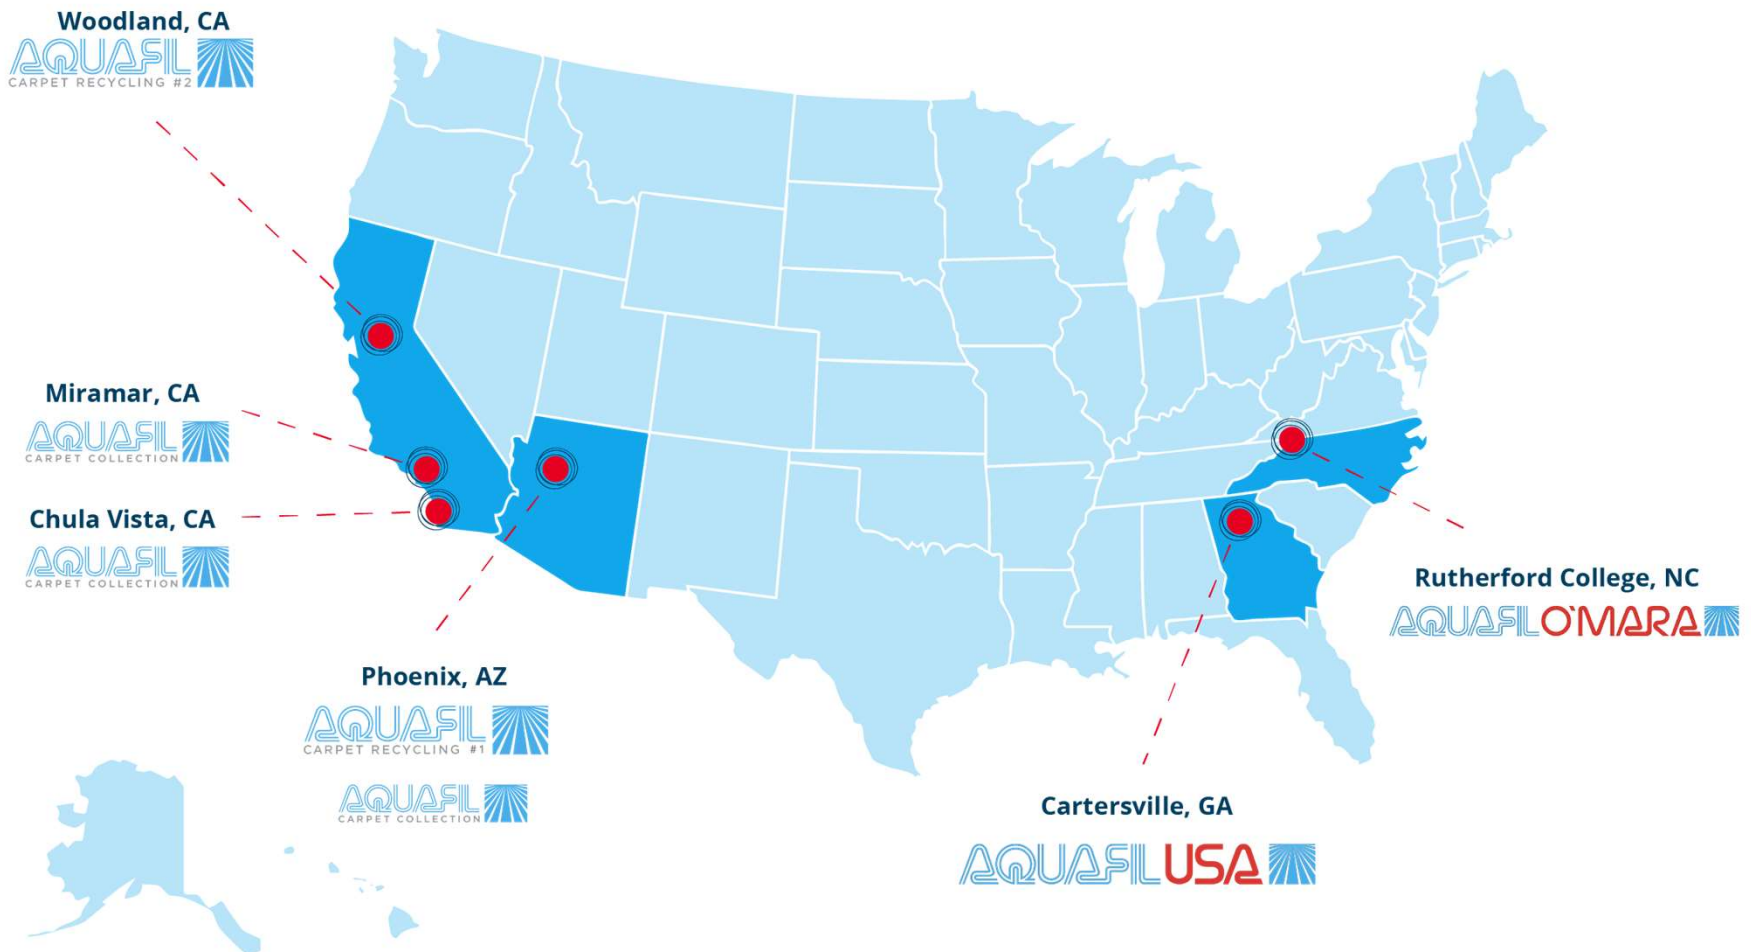 Woodland, CA
AQUAFIL
CARPET RECYCLING #2
Miramar, CA
AQUAFIL
CARPET COLLECTION
Chula Vista, CA
AQUAFIL
CARPET COLLECTION
Phoenix, AZ
AQUAFIL
CARPET RECYCLING #1
AQUAFIL
CARPET COLLECTION
Rutherford College, NC
AQUAFIL O'MARA
Cartersville, GA
AQUAFIL USA